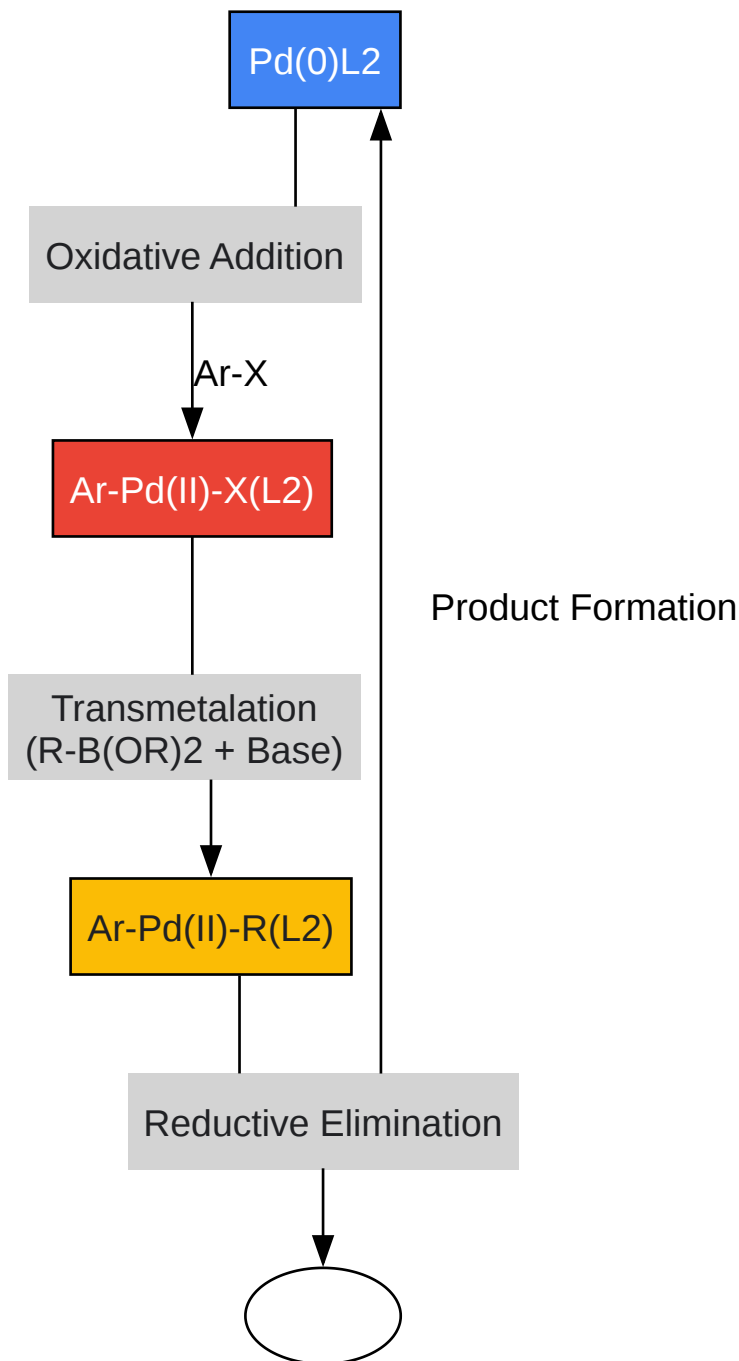 Pd(0)L2
Oxidative Addition
Ar-X
Ar-Pd(II)-X(L2)
Product Formation
Transmetalation
(R-B(OR)2 + Base)
Ar-Pd(II)-R(L2)
Reductive Elimination